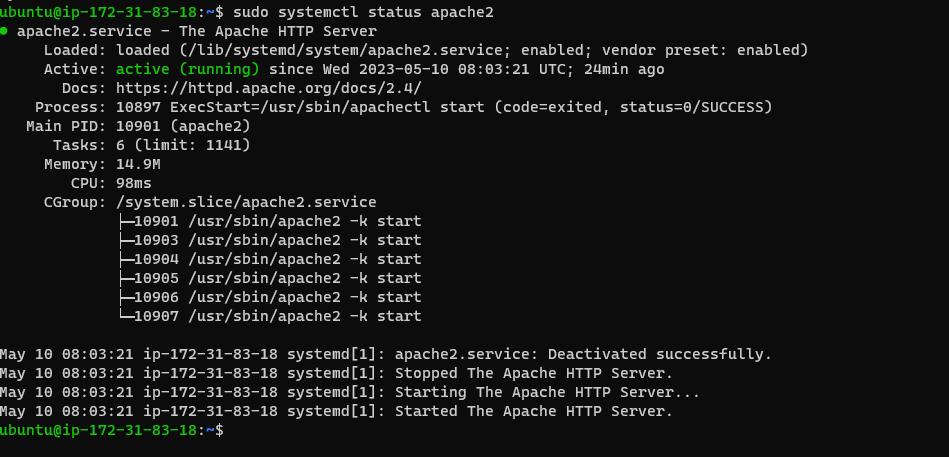 ubuntu@ip-172-31-83-18:~$ sudo systemctl status apache2
● apache2.service - The Apache HTTP Server
     Loaded: loaded (/lib/systemd/system/apache2.service; enabled; vendor preset: enabled)
     Active: active (running) since Wed 2023-05-10 08:03:21 UTC; 24min ago
       Docs: https://httpd.apache.org/docs/2.4/
    Process: 10897 ExecStart=/usr/sbin/apachectl start (code=exited, status=0/SUCCESS)
   Main PID: 10901 (apache2)
      Tasks: 6 (limit: 1141)
     Memory: 14.9M
        CPU: 98ms
     CGroup: /system.slice/apache2.service
             ├─10901 /usr/sbin/apache2 -k start
             ├─10903 /usr/sbin/apache2 -k start
             ├─10904 /usr/sbin/apache2 -k start
             ├─10905 /usr/sbin/apache2 -k start
             ├─10906 /usr/sbin/apache2 -k start
             └─10907 /usr/sbin/apache2 -k start

May 10 08:03:21 ip-172-31-83-18 systemd[1]: apache2.service: Deactivated successfully.
May 10 08:03:21 ip-172-31-83-18 systemd[1]: Stopped The Apache HTTP Server.
May 10 08:03:21 ip-172-31-83-18 systemd[1]: Starting The Apache HTTP Server...
May 10 08:03:21 ip-172-31-83-18 systemd[1]: Started The Apache HTTP Server.
ubuntu@ip-172-31-83-18:~$